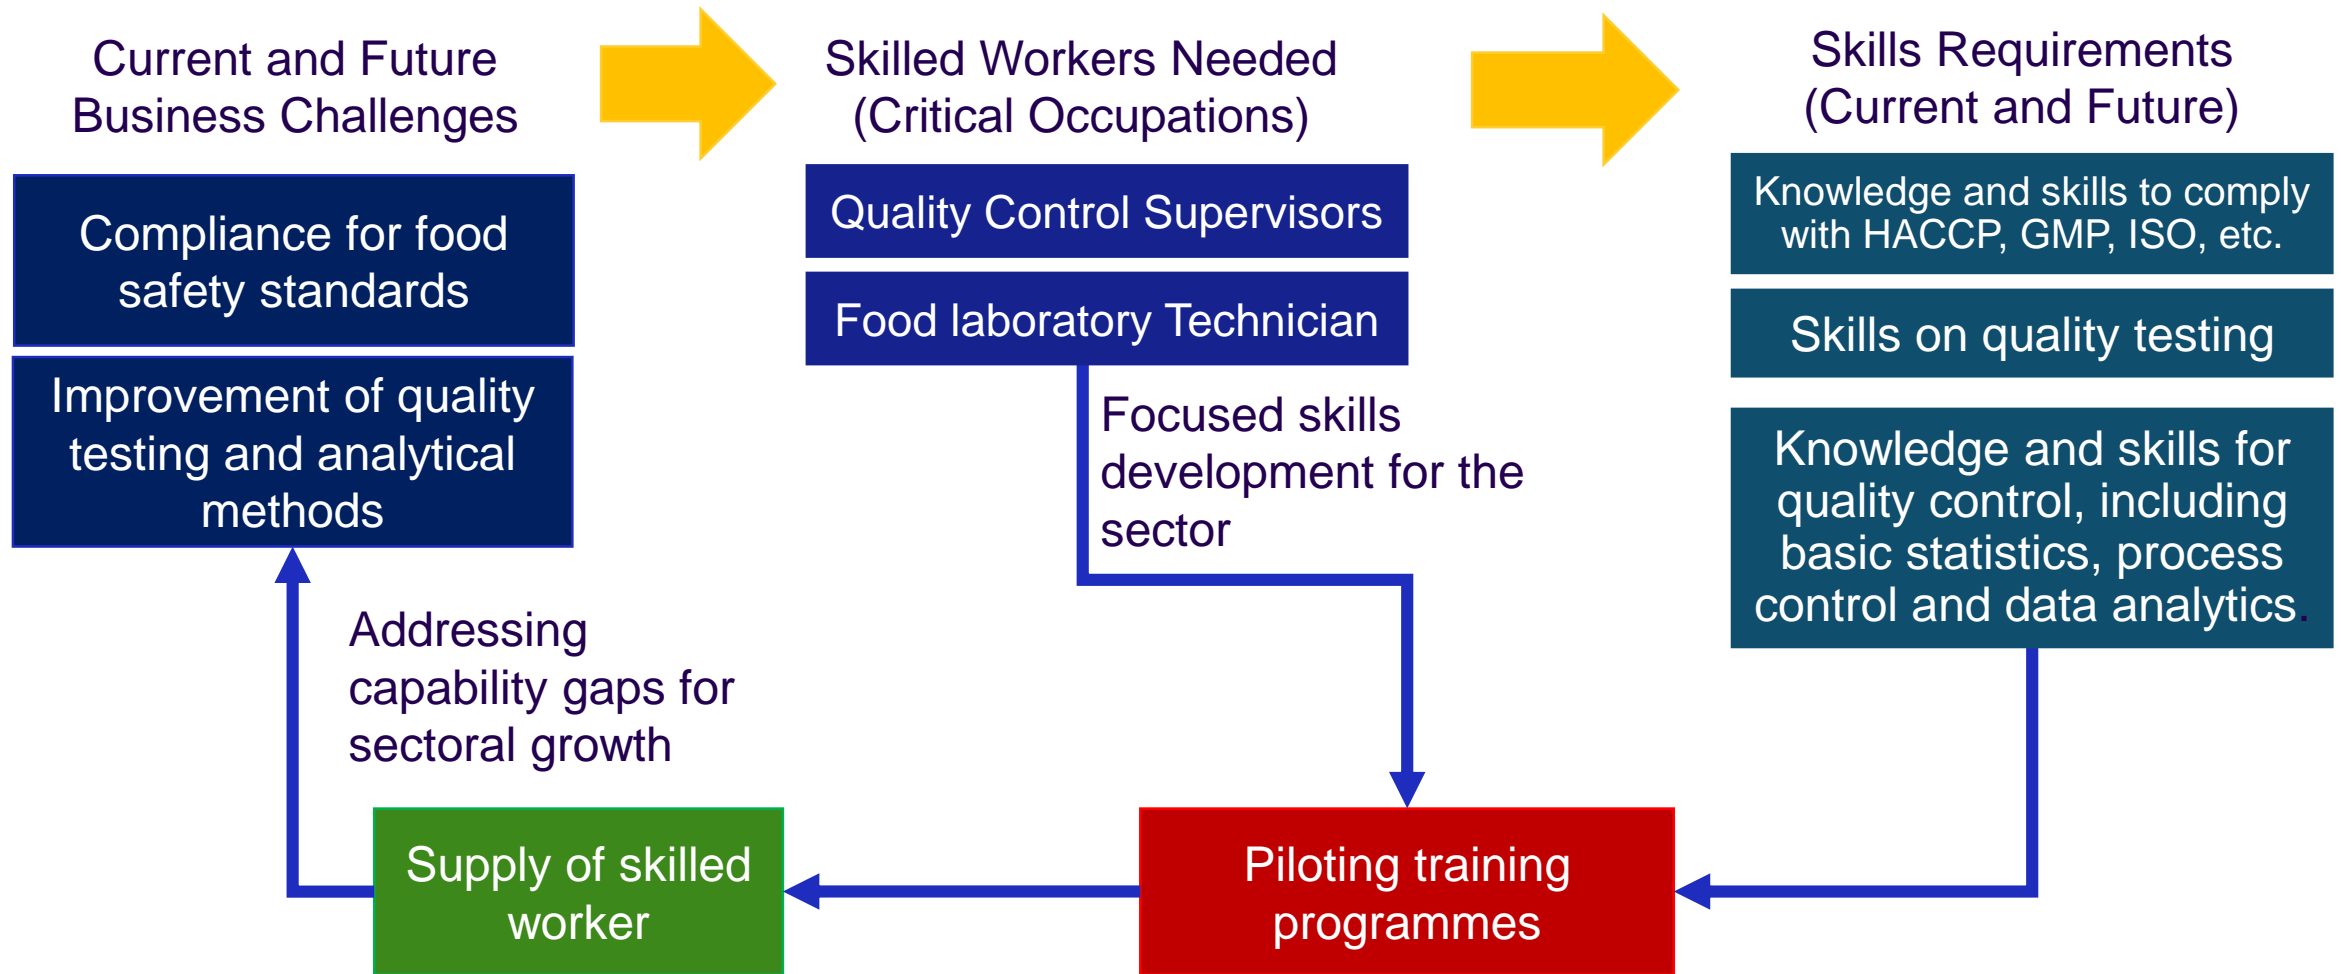 Current and Future
Business Challenges
Skilled Workers Needed
(Critical Occupations)
Skills Requirements
(Current and Future)
Compliance for food
safety standards
Improvement of quality
testing and analytical
methods
Quality Control Supervisors
Food laboratory Technician
Knowledge and skills to comply
with HACCP, GMP, ISO, etc.
Skills on quality testing
Knowledge and skills for
quality control, including
basic statistics, process
control and data analytics.
Focused skills
development for the
sector
Addressing
capability gaps for
sectoral growth
Supply of skilled
worker
Piloting training
programmes